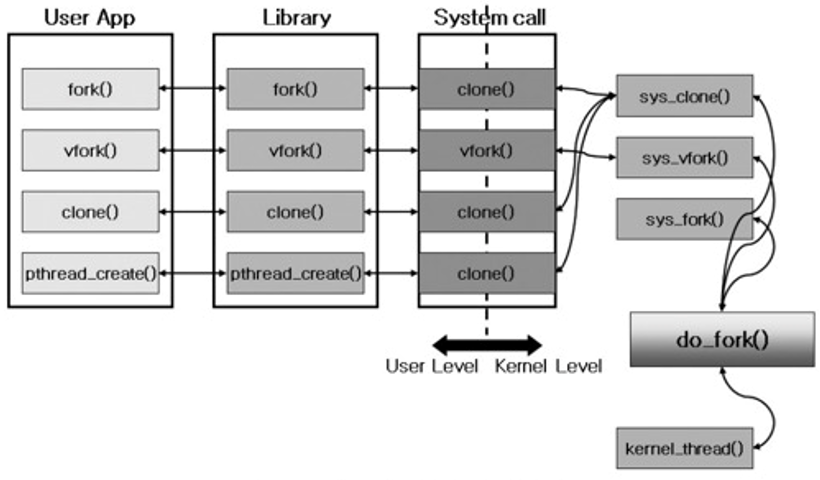 User App
Library
System call
fork()
fork()
clone()
sys_clone()
vfork()
vfork()
vfork()
sys_vfork()
clone()
clone()
clone()
sys_fork()
pthread_create()
pthread_create()
clone()
do_fork()
User Level
Kernel Level
kernel_thread()